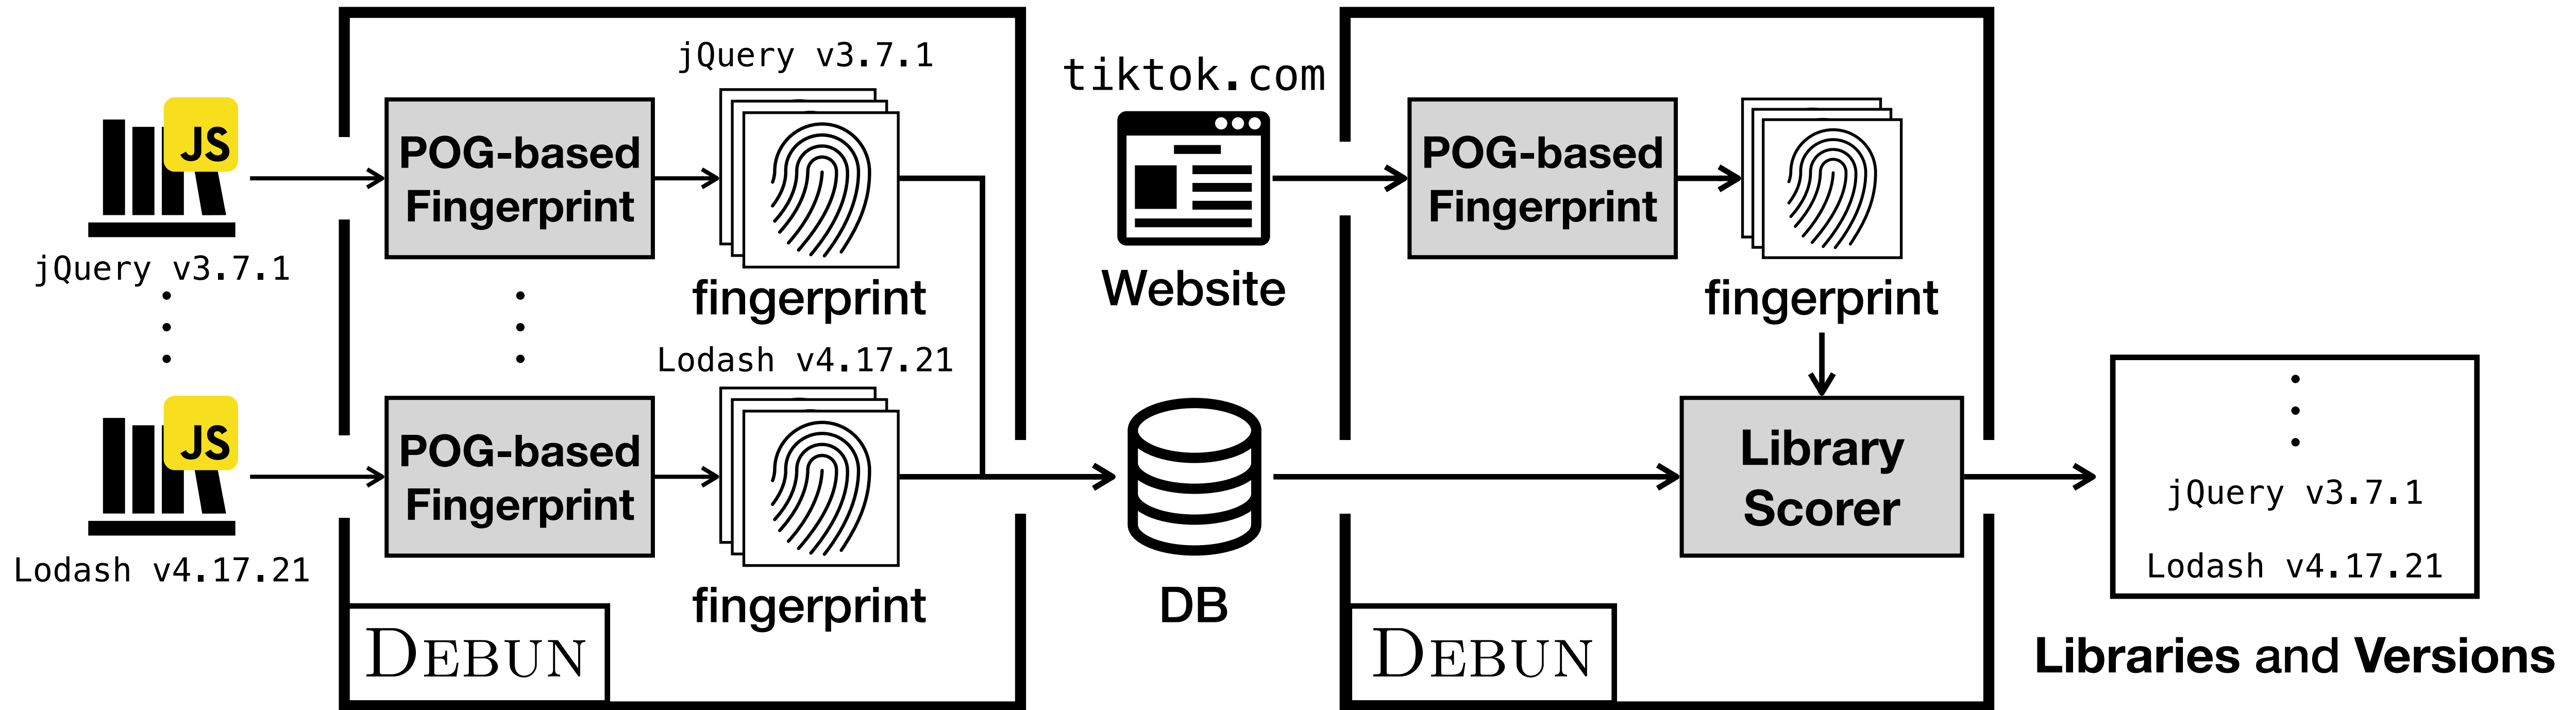 JS
jQuery v3.7.1
JS
Lodash v4.17.21
POG-based
Fingerprint
jQuery v3.7.1
fingerprint
POG-based
Fingerprint
Lodash v4.17.21
fingerprint
DEBUN
tiktok.com
Website
DB
POG-based
Fingerprint
fingerprint
Library
Scorer
DEBUN
jQuery v3.7.1
Lodash v4.17.21
Libraries and Versions